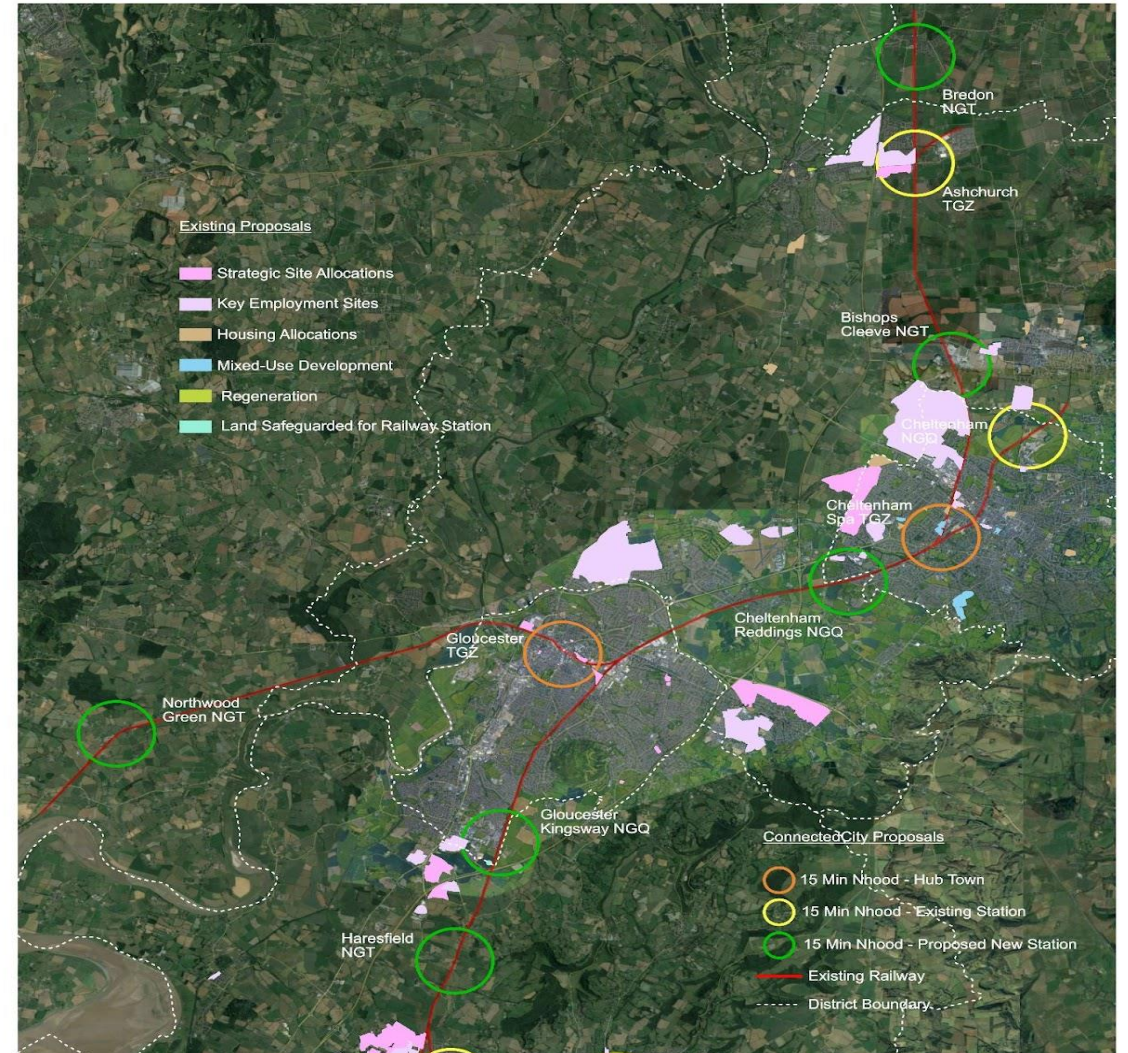 Bredon
NGT
Ashchurch
TGZ
Existing Proposals
Strategic Site Allocations
Key Employment Sites
Housing Allocations
Mixed-Use Development
Regeneration
Land Safeguarded for Railway Station
Bishops
Cleeve NGT
Cheltenham
NGQ
Cheltenham
Spa TGZ
Cheltenham
Reddings NGQ
Gloucester
TGZ
Northwood
Green NGT
Gloucester
Kingsway NGQ
Haresfield
NGT
ConnectedCity Proposals
15 Min Nhood - Hub Town
15 Min Nhood - Existing Station
15 Min Nhood - Proposed New Station
Existing Railway
District Boundary